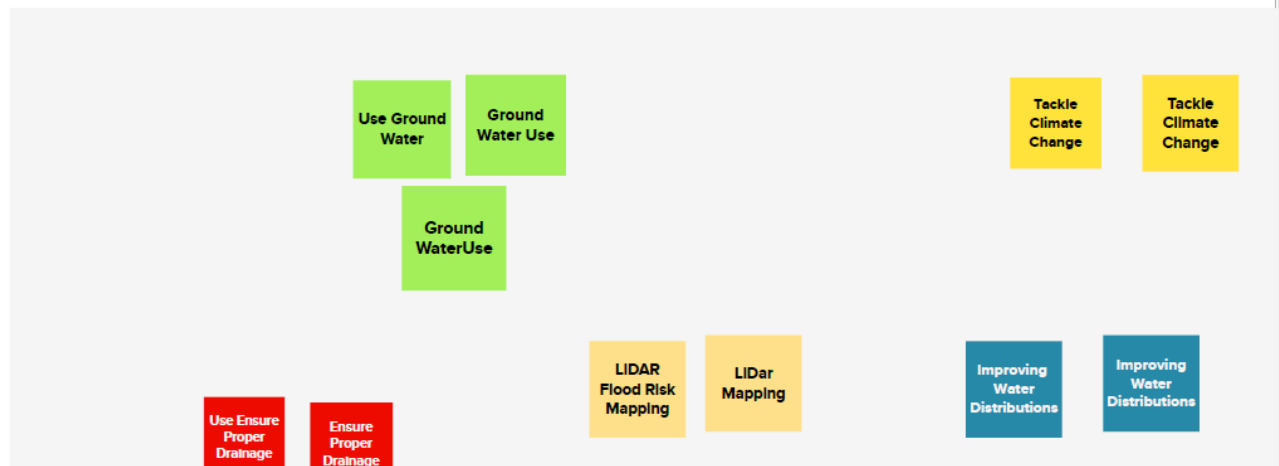 Use Ground
Water
Ground
Water Use
Ground
WaterUse
Tackle
Climate
Change
Tackle
Climate
Change
LIDAR
Flood Risk
Mapping
LiDar
Mapping
Improving
Water
Distributions
Improving
Water
Distributions
Use Ensure
Proper
Drainage
Ensure
Proper
Drainage